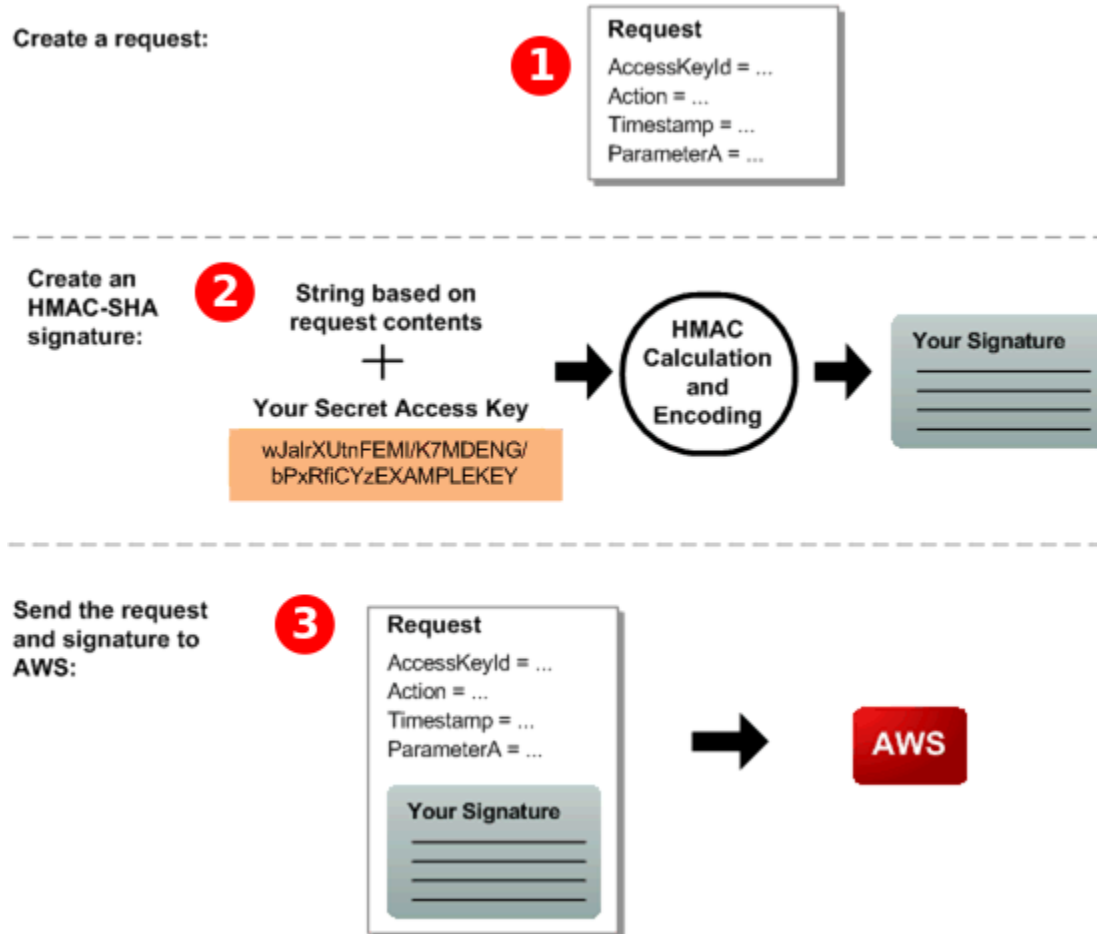 Create a request:
1
Request
AccessKeyId = ...
Action = ...
Timestamp = ...
ParameterA = ...
Create an
HMAC-SHA
signature:
2
String based on
request contents
+
Your Secret Access Key
wJalrXUtnFEMI/K7MDENG/
bPxRfiCYzEXAMPLEKEY
HMAC
Calculation
and
Encoding
Your Signature
Send the request
and signature to
AWS:
3
Request
AccessKeyId = ...
Action = ...
Timestamp = ...
ParameterA = ...
Your Signature
AWS